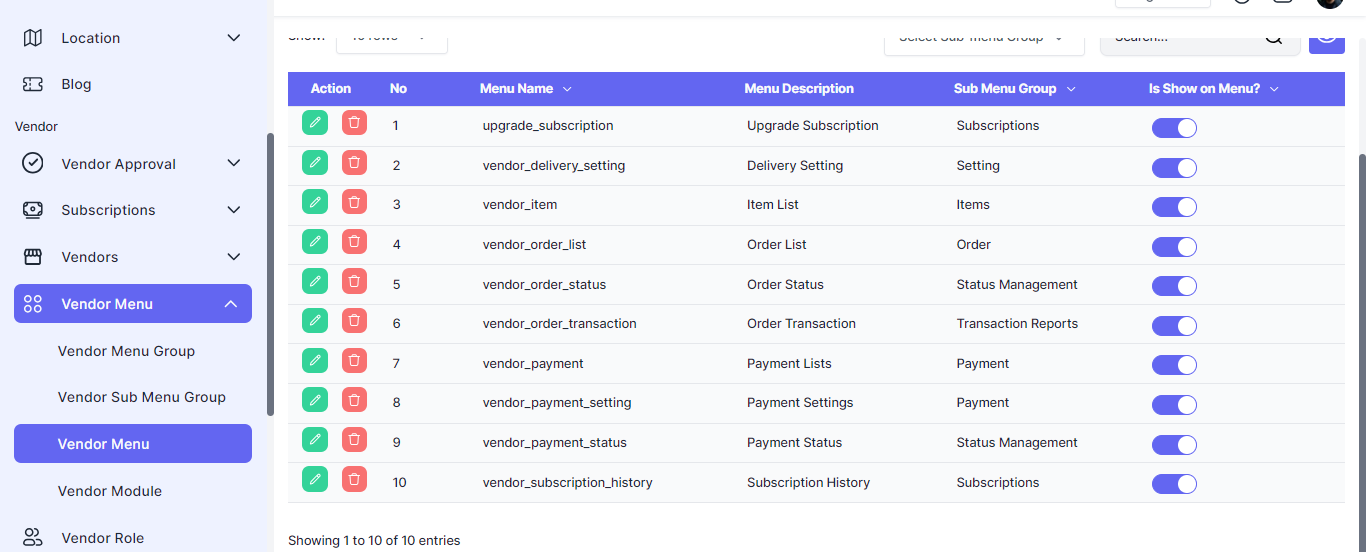 Location
Blog
Vendor
Vendor Approval
Subscriptions
Vendors
Vendor Menu
Vendor Menu Group
Vendor Sub Menu Group
Vendor Menu
Vendor Module
Vendor Role
Show: 10 rows Select Sub Menu Group Search...
Action No Menu Name Menu Description Sub Menu Group Is Show on Menu?
1 upgrade_subscription Upgrade Subscription Subscriptions
2 vendor_delivery_setting Delivery Setting Setting
3 vendor_item Item List Items
4 vendor_order_list Order List Order
5 vendor_order_status Order Status Status Management
6 vendor_order_transaction Order Transaction Transaction Reports
7 vendor_payment Payment Lists Payment
8 vendor_payment_setting Payment Settings Payment
9 vendor_payment_status Payment Status Status Management
10 vendor_subscription_history Subscription History Subscriptions
Showing 1 to 10 of 10 entries